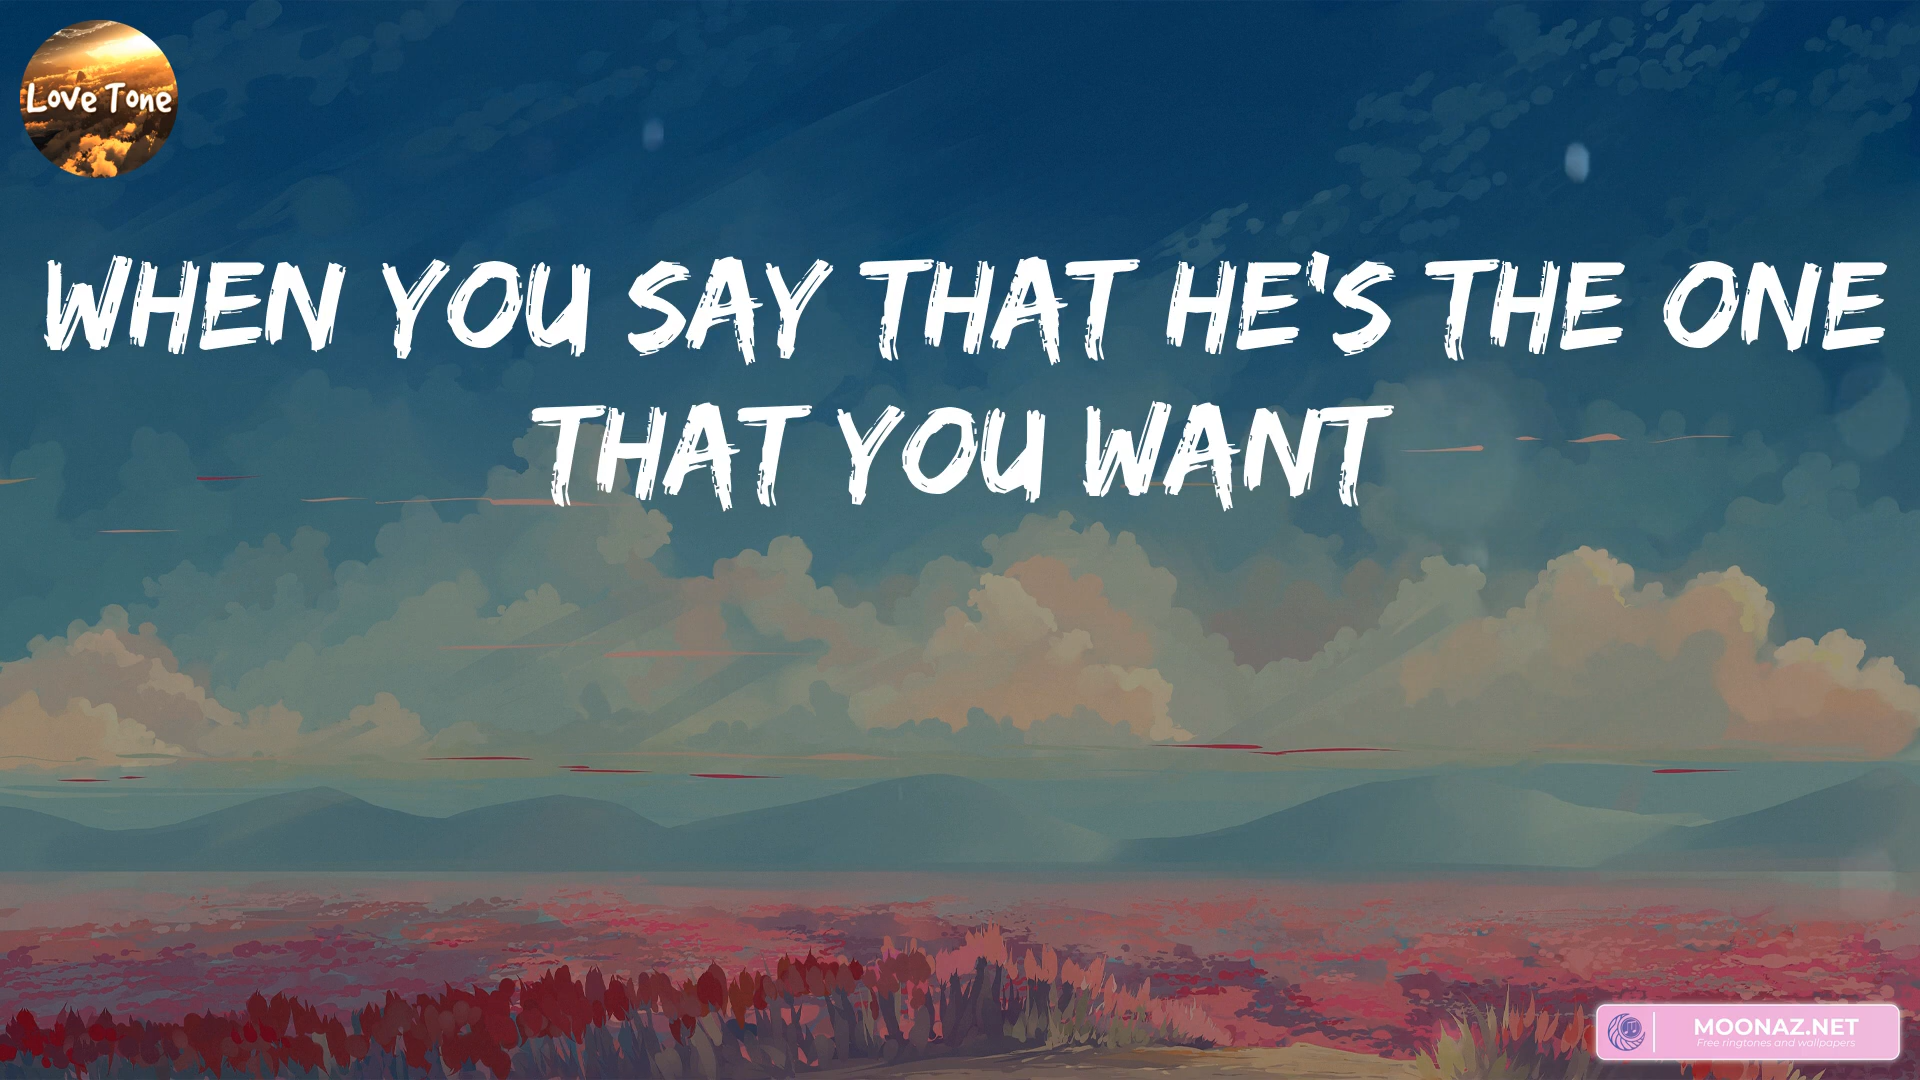 Love Tone
WHEN YOU SAY THAT HE'S THE ONE
THAT YOU WANT
MOONAZ.NET
Free ringtones and wallpapers